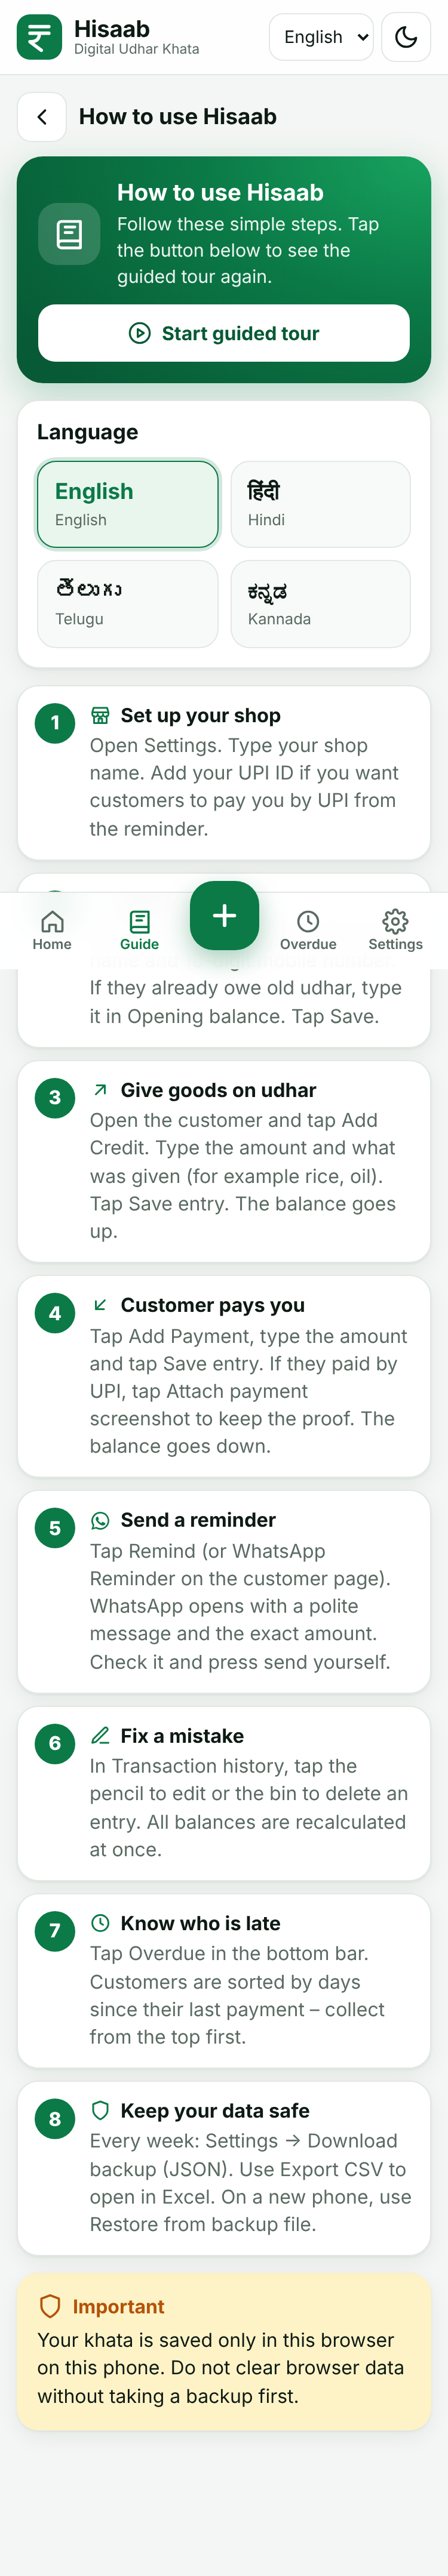 Hisaab
Digital Udhar Khata
English
How to use Hisaab
How to use Hisaab
Follow these simple steps. Tap
the button below to see the
guided tour again.
Start guided tour
Language
English
English
हिंदी
Hindi
తెలుగు
Telugu
ಕನ್ನಡ
Kannada
1
Set up your shop
Open Settings. Type your shop
name. Add your UPI ID if you want
customers to pay you by UPI from
the reminder.
Home
Guide
Overdue
Settings
If they already owe old udhar, type
it in Opening balance. Tap Save.
3
Give goods on udhar
Open the customer and tap Add
Credit. Type the amount and what
was given (for example rice, oil).
Tap Save entry. The balance goes
up.
4
Customer pays you
Tap Add Payment, type the amount
and tap Save entry. If they paid by
UPI, tap Attach payment
screenshot to keep the proof. The
balance goes down.
5
Send a reminder
Tap Remind (or WhatsApp
Reminder on the customer page).
WhatsApp opens with a polite
message and the exact amount.
Check it and press send yourself.
6
Fix a mistake
In Transaction history, tap the
pencil to edit or the bin to delete an
entry. All balances are recalculated
at once.
7
Know who is late
Tap Overdue in the bottom bar.
Customers are sorted by days
since their last payment – collect
from the top first.
8
Keep your data safe
Every week: Settings → Download
backup (JSON). Use Export CSV to
open in Excel. On a new phone, use
Restore from backup file.
Important
Your khata is saved only in this browser
on this phone. Do not clear browser data
without taking a backup first.